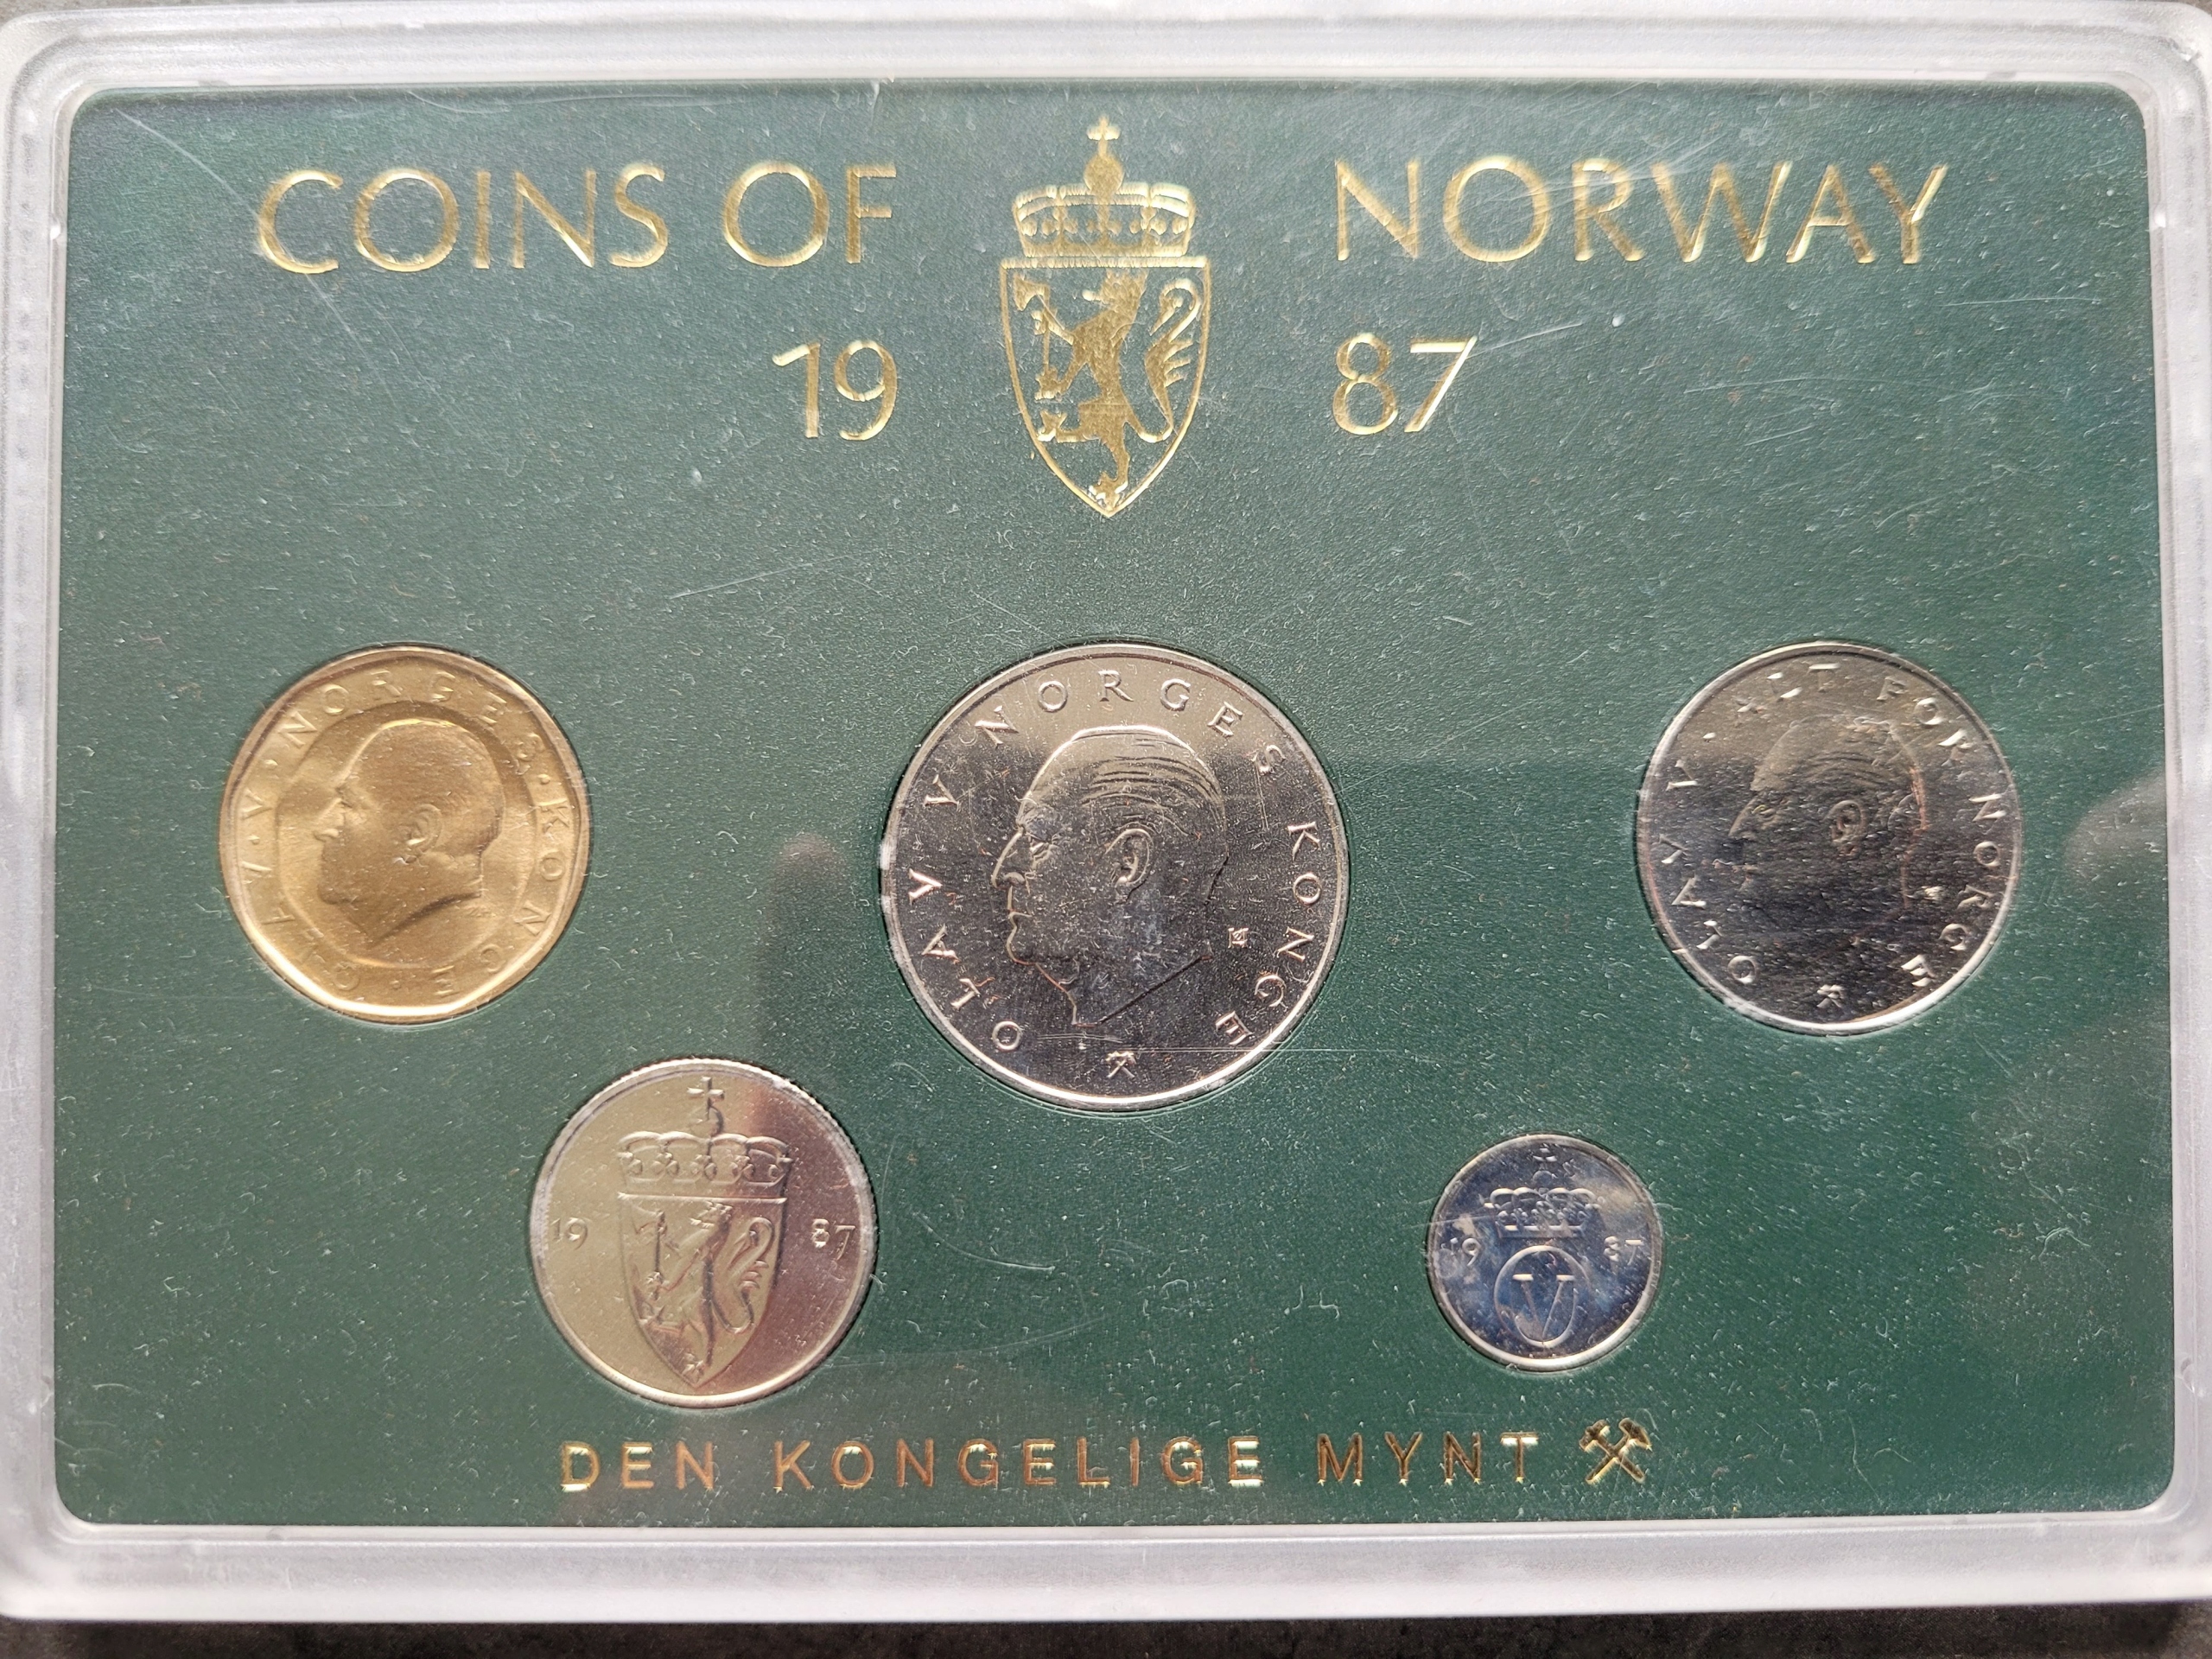 COINS OF NORWAY
19 87
OLAV·V·NORGES·KONGE·
OLAV V NORGES KONGE
OLAV V· ALT FOR NORGE
19 87
19 87
V
DEN KONGELIGE MYNT